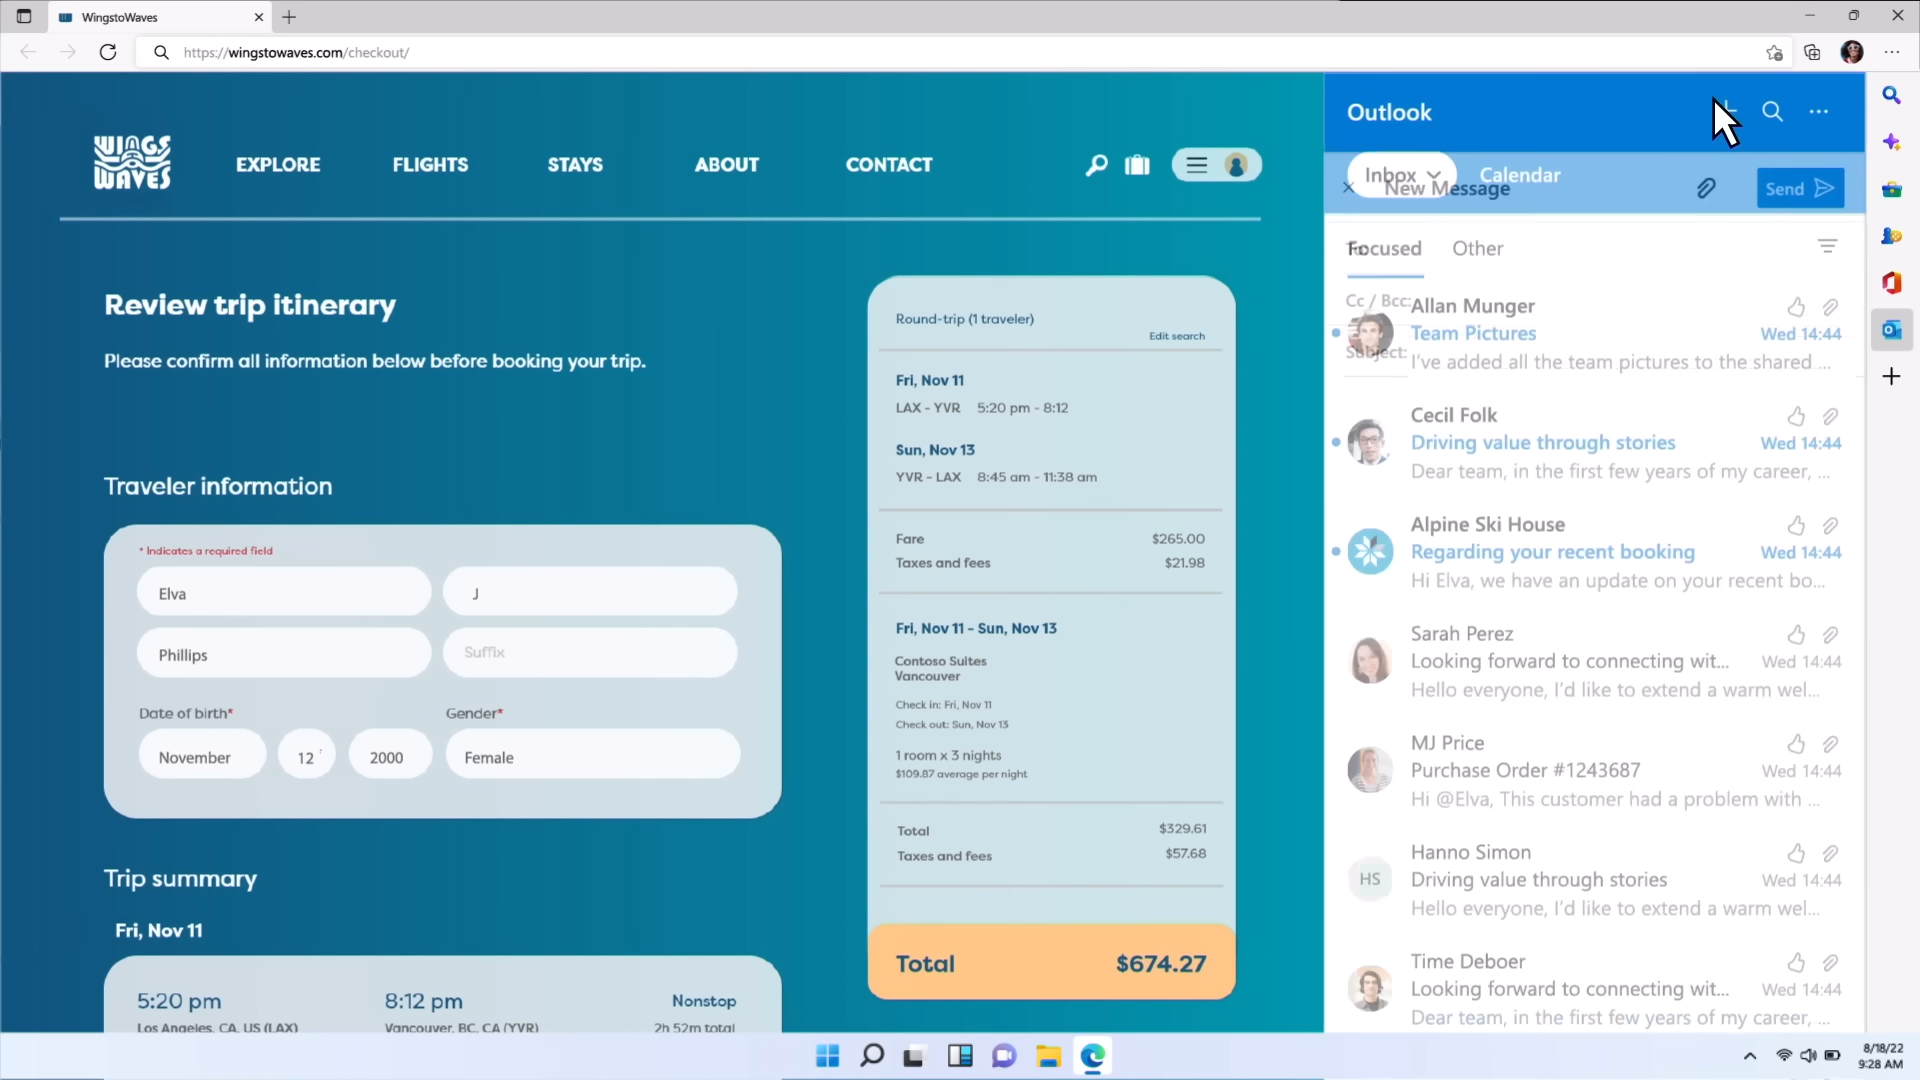 WingstoWaves
https://wingstowaves.com/checkout/
WINGS
WAVES
EXPLORE
FLIGHTS
STAYS
ABOUT
CONTACT
Review trip itinerary
Please confirm all information below before booking your trip.
Traveler information
* Indicates a required field
Elva
J
Phillips
Suffix
Date of birth*
Gender*
November
12
2000
Female
Trip summary
Fri, Nov 11
5:20 pm
8:12 pm
Nonstop
Los Angeles, CA, US (LAX)
Vancouver, BC, CA (YVR)
2h 52m total
Round-trip (1 traveler)
Edit search
Fri, Nov 11
LAX - YVR 5:20 pm - 8:12
Sun, Nov 13
YVR - LAX 8:45 am - 11:38 am
Fare $265.00
Taxes and fees $21.98
Fri, Nov 11 - Sun, Nov 13
Contoso Suites
Vancouver
Check in: Fri, Nov 11
Check out: Sun, Nov 13
1 room x 3 nights
$109.87 average per night
Total $329.61
Taxes and fees $57.68
Total $674.27
Outlook
Inbox
Calendar
New Message
Send
Focused
Other
Cc / Bcc:
Subject:
Allan Munger
Team Pictures Wed 14:44
I've added all the team pictures to the shared ...
Cecil Folk
Driving value through stories Wed 14:44
Dear team, in the first few years of my career, ...
Alpine Ski House
Regarding your recent booking Wed 14:44
Hi Elva, we have an update on your recent bo...
Sarah Perez
Looking forward to connecting wit... Wed 14:44
Hello everyone, I'd like to extend a warm wel...
MJ Price
Purchase Order #1243687 Wed 14:44
Hi @Elva, This customer had a problem with ...
HS
Hanno Simon
Driving value through stories Wed 14:44
Hello everyone, I'd like to extend a warm wel...
Time Deboer
Looking forward to connecting wit... Wed 14:44
Dear team, in the first few years of my career, ...
8/18/22
9:28 AM